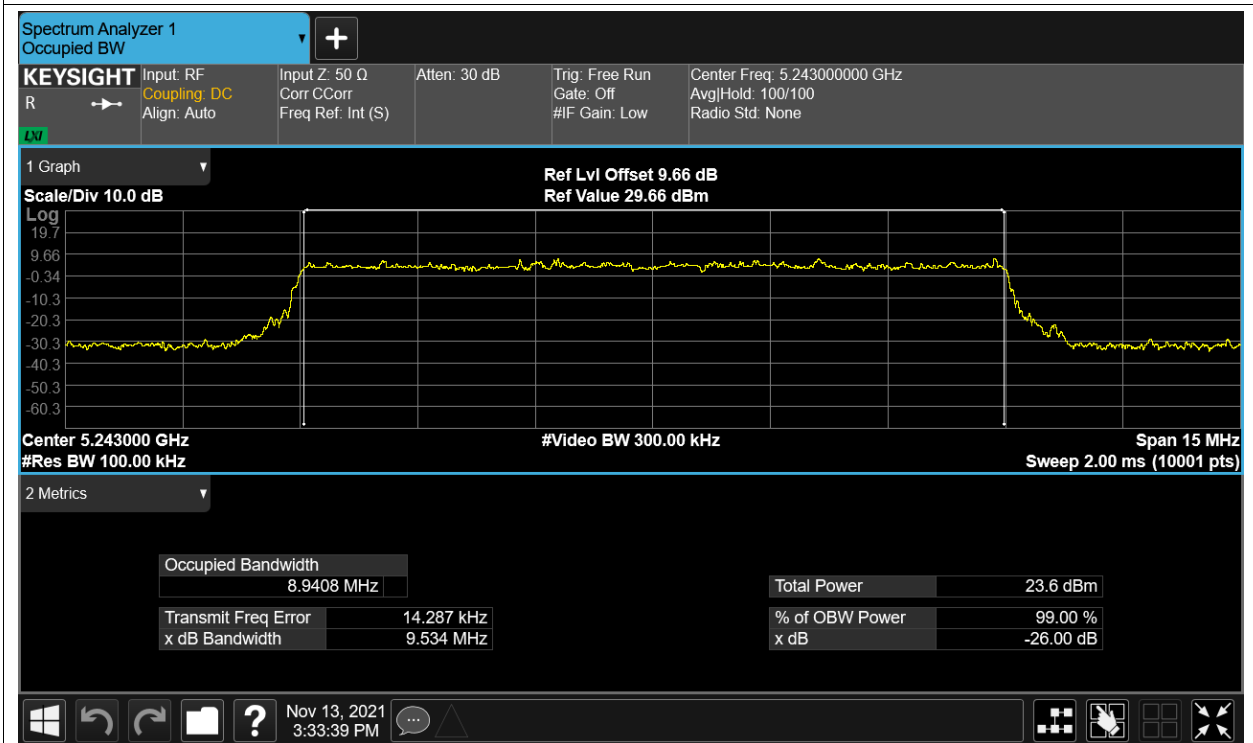 Spectrum Analyzer 1
Occupied BW
KEYSIGHT
R
LXI
Input: RF
Coupling: DC
Align: Auto
Input Z: 50 Ω
Corr CCorr
Freq Ref: Int (S)
Atten: 30 dB
Trig: Free Run
Gate: Off
#IF Gain: Low
Center Freq: 5.243000000 GHz
Avg|Hold: 100/100
Radio Std: None
1 Graph
Scale/Div 10.0 dB
Ref Lvl Offset 9.66 dB
Ref Value 29.66 dBm
Log
19.7
9.66
-0.34
-10.3
-20.3
-30.3
-40.3
-50.3
-60.3
Center 5.243000 GHz
#Video BW 300.00 kHz
Span 15 MHz
#Res BW 100.00 kHz
Sweep 2.00 ms (10001 pts)
2 Metrics
Occupied Bandwidth
8.9408 MHz
Total Power 23.6 dBm
Transmit Freq Error 14.287 kHz
% of OBW Power 99.00 %
x dB Bandwidth 9.534 MHz
x dB -26.00 dB
?
Nov 13, 2021
3:33:39 PM